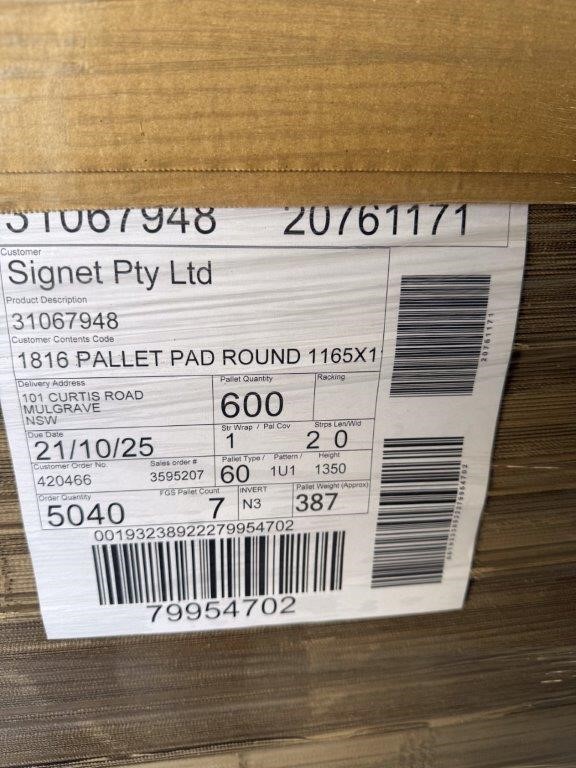 31067948 20761171
Customer
Signet Pty Ltd
Product Description
31067948
Customer Contents Code
1816 PALLET PAD ROUND 1165X1
Delivery Address
101 CURTIS ROAD
MULGRAVE
NSW
Pallet Quantity
600
Racking
Due Date
21/10/25
Str Wrap / Pal Cov
1
Strps Len/Wid
2 0
Customer Order No.
420466
Sales order #
3595207
Pallet Type /
60
Pattern /
1U1
Height
1350
Order Quantity
5040
FGS Pallet Count
7
INVERT
N3
Pallet Weight (Approx)
387
00193238922279954702
79954702
20761171
00193238922279954702